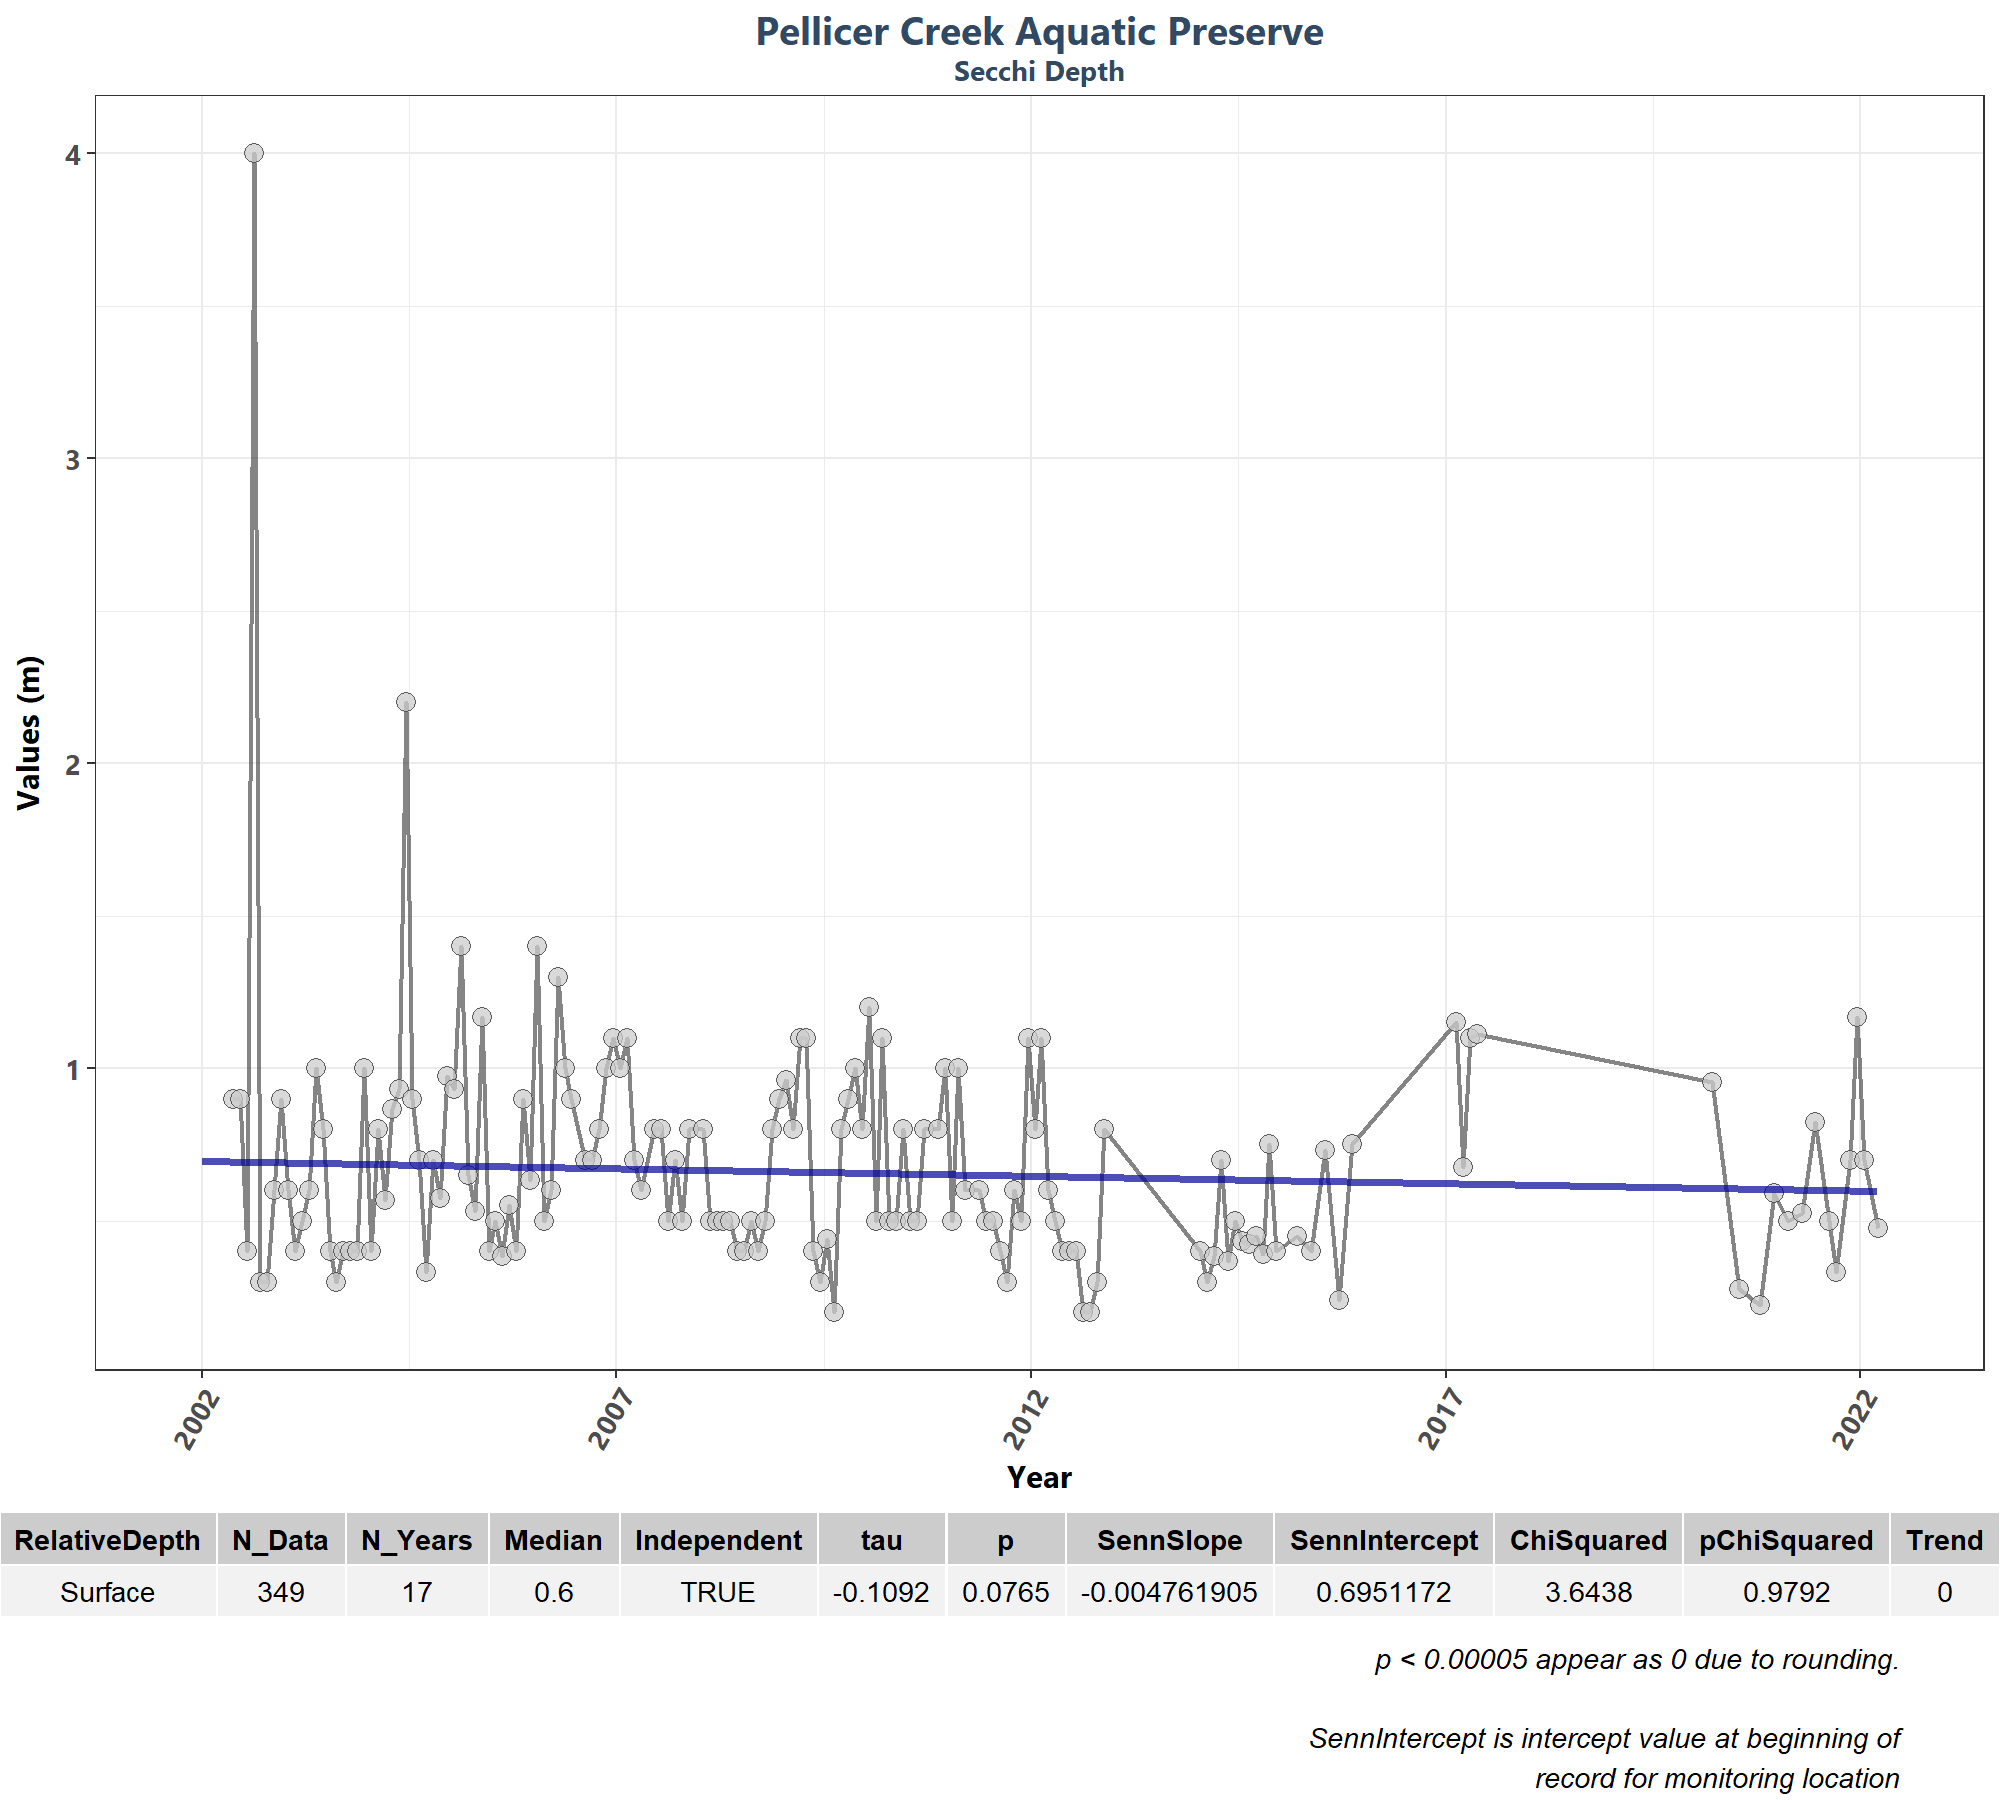 Pellicer Creek Aquatic Preserve
Secchi Depth
4
3
2
1
Values (m)
2002 2007 2012 2017 2022
Year
RelativeDepth N_Data N_Years Median Independent tau p SennSlope SennIntercept ChiSquared pChiSquared Trend
Surface 349 17 0.6 TRUE -0.1092 0.0765 -0.004761905 0.6951172 3.6438 0.9792 0
p < 0.00005 appear as 0 due to rounding.
SennIntercept is intercept value at beginning of
record for monitoring location